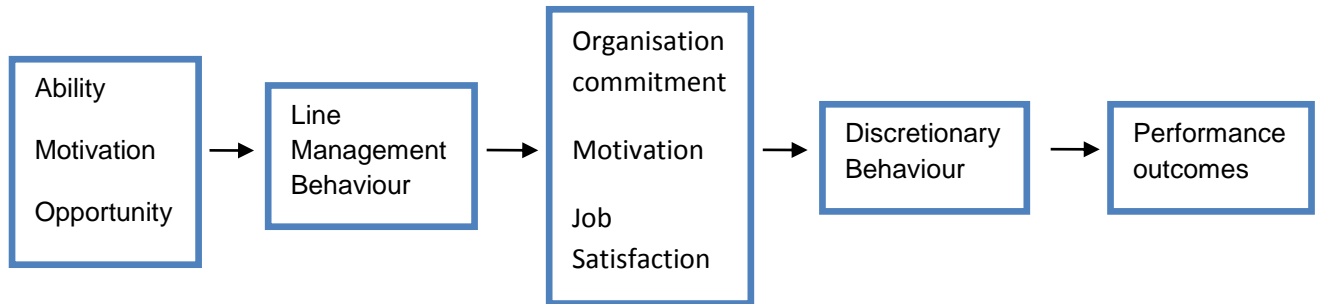 Ability
Motivation
Opportunity
Line
Management
Behaviour
Organisation
commitment
Motivation
Job
Satisfaction
Discretionary
Behaviour
Performance
outcomes